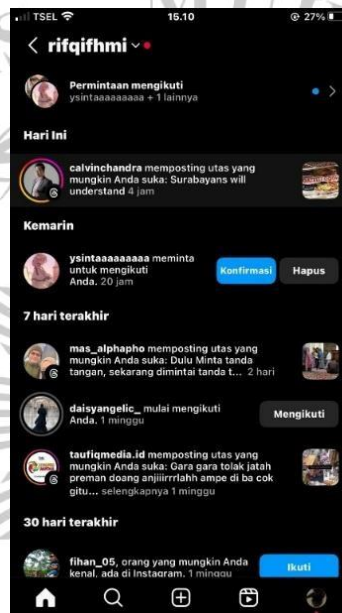 TSEL 15.10 27%
rifqifhmi
Permintaan mengikuti
ysintaaaaaaaaa + 1 lainnya
Hari Ini
calvinchandra memposting utas yang
mungkin Anda suka: Surabayans will
understand 4 jam
Kemarin
ysintaaaaaaaaa meminta
untuk mengikuti
Anda. 20 jam
Konfirmasi Hapus
7 hari terakhir
mas_alphapho memposting utas yang
mungkin Anda suka: Dulu Minta tanda
tangan, sekarang dimintai tanda t... 2 hari
daisyangelic_ mulai mengikuti
Anda. 1 minggu
Mengikuti
taufiqmedia.id memposting utas yang
mungkin Anda suka: Gara gara tolak jatah
preman doang anjiiirrrlahh ampe di ba cok
gitu... selengkapnya 1 minggu
30 hari terakhir
fihan_05, orang yang mungkin Anda
kenal, ada di Instagram. 1 minggu
Ikuti